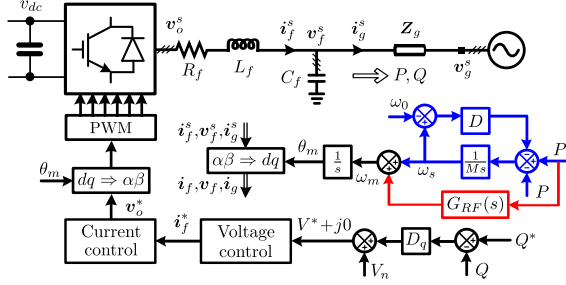 v_dc
v_o^s
R_f
L_f
i_f^s
v_f^s
i_g^s
Z_g
C_f
P, Q
v_g^s
PWM
i_f^s, v_f^s, i_g^s
ω_0
D
θ_m
dq ⇒ αβ
αβ ⇒ dq
θ_m
1/s
ω_m
ω_s
1/Ms
P
P
i_f, v_f, i_g
G_RF(s)
v_o^*
Current control
i_f^*
Voltage control
V^*+j0
D_q
Q^*
V_n
Q